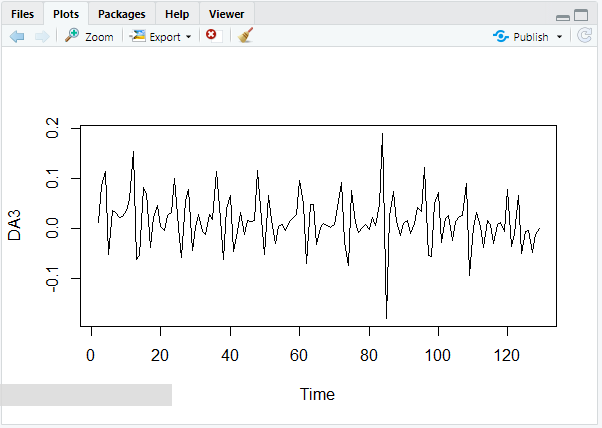 Files Plots Packages Help Viewer
Zoom Export Publish
DA3
0.2
0.1
0.0
-0.1
0 20 40 60 80 100 120
Time